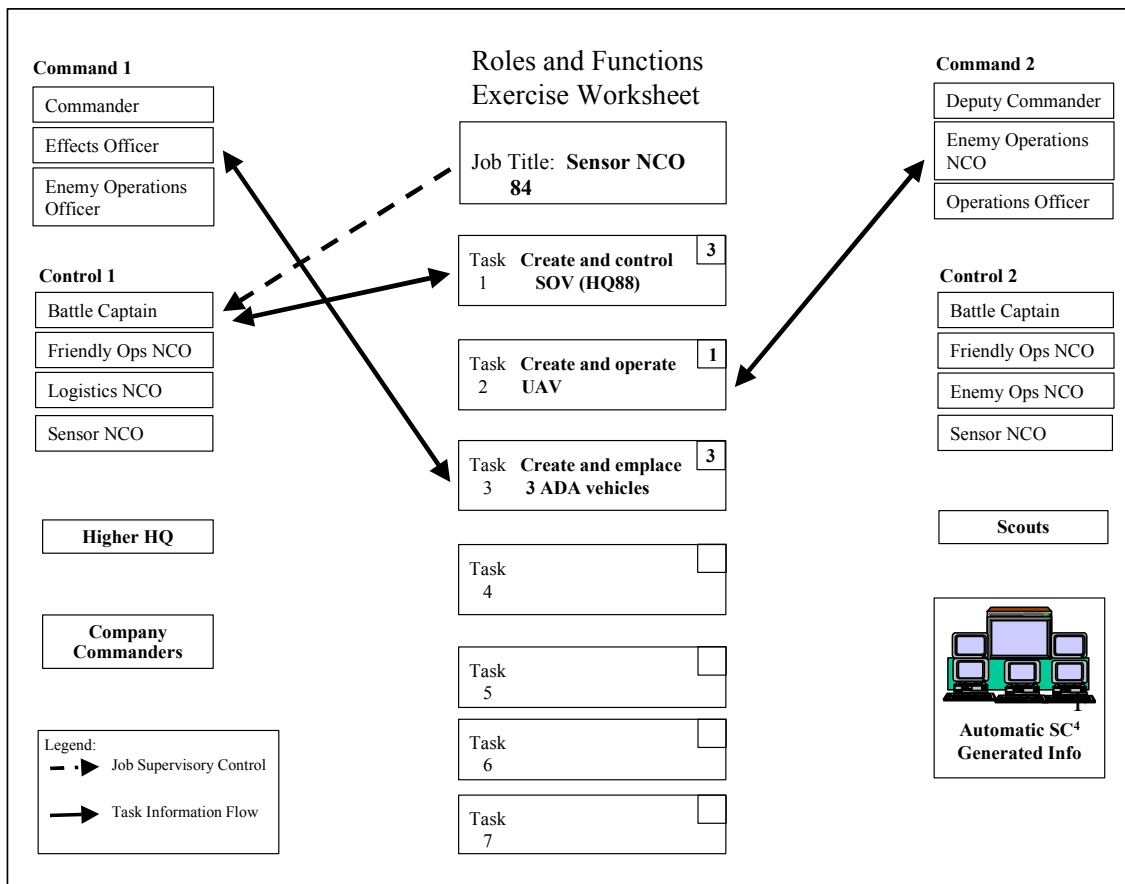 Roles and Functions
Exercise Worksheet
Command 1
Commander
Effects Officer
Enemy Operations
Officer
Control 1
Battle Captain
Friendly Ops NCO
Logistics NCO
Sensor NCO
Higher HQ
Company
Commanders
Legend:
Job Supervisory Control
Task Information Flow
Job Title: Sensor NCO
84
Task Create and control 3
1 SOV (HQ88)
Task Create and operate 1
2 UAV
Task Create and emplace 3
3 3 ADA vehicles
Task
4
Task
5
Task
6
Task
7
Command 2
Deputy Commander
Enemy Operations
NCO
Operations Officer
Control 2
Battle Captain
Friendly Ops NCO
Enemy Ops NCO
Sensor NCO
Scouts
Automatic SC⁴
Generated Info